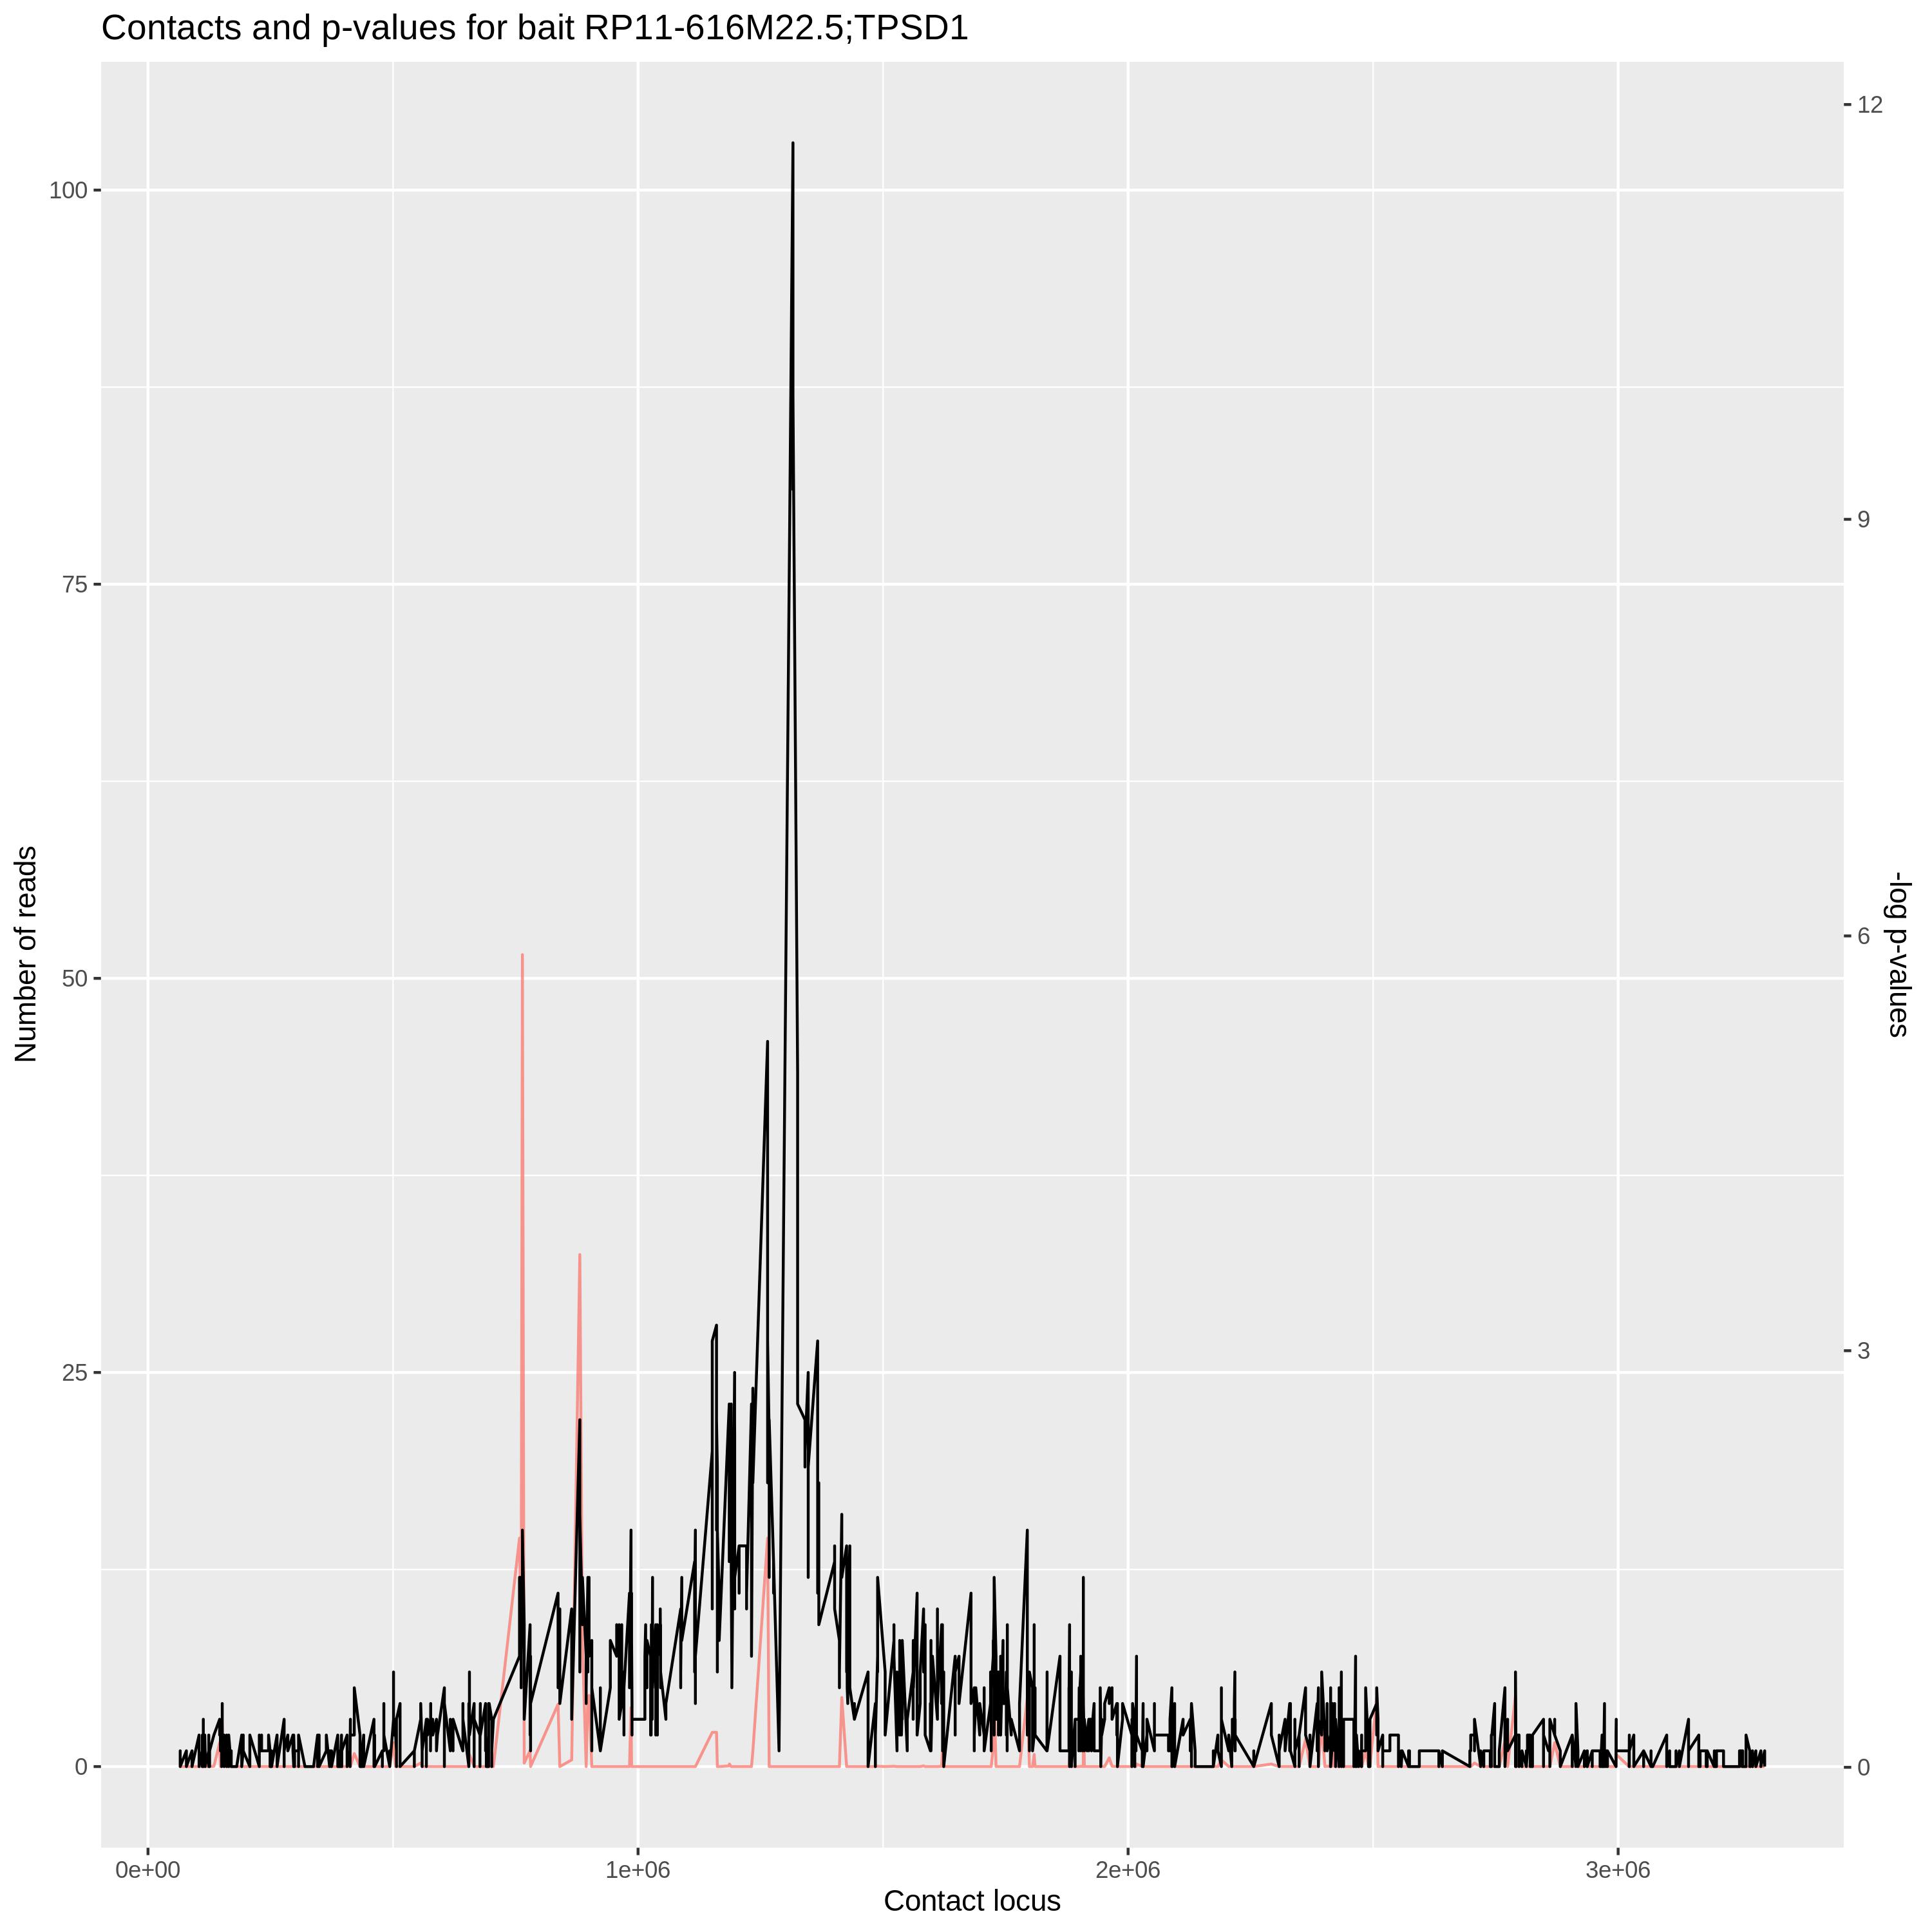 Contacts and p-values for bait RP11-616M22.5;TPSD1
Number of reads
100
75
50
25
0
12
9
6
3
0
-log p-values
0e+00 1e+06 2e+06 3e+06
Contact locus